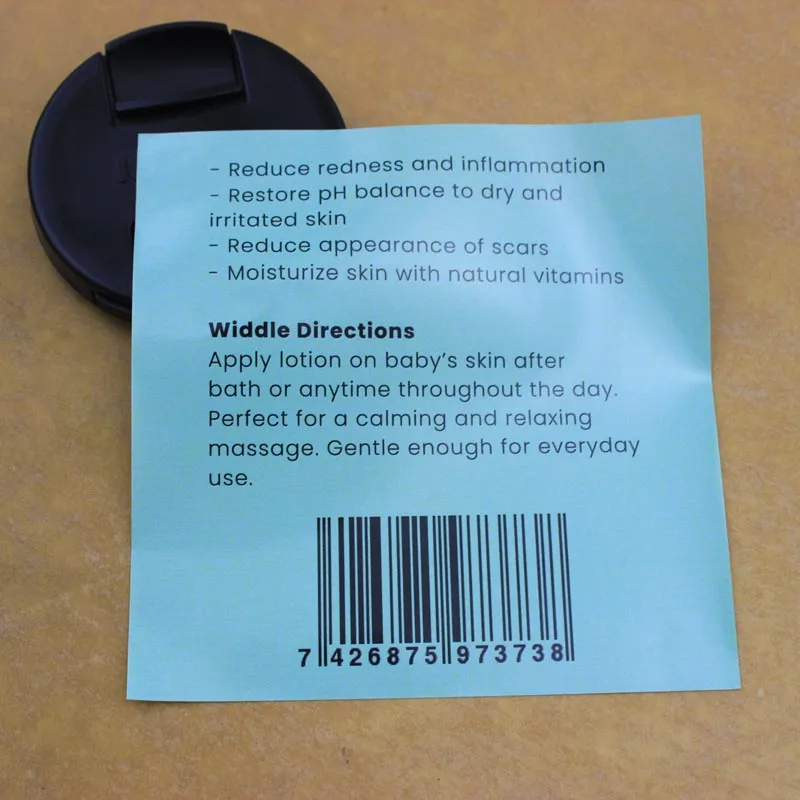 - Reduce redness and inflammation
- Restore pH balance to dry and
irritated skin
- Reduce appearance of scars
- Moisturize skin with natural vitamins
Widdle Directions
Apply lotion on baby's skin after
bath or anytime throughout the day.
Perfect for a calming and relaxing
massage. Gentle enough for everyday
use.
7 426875 973738